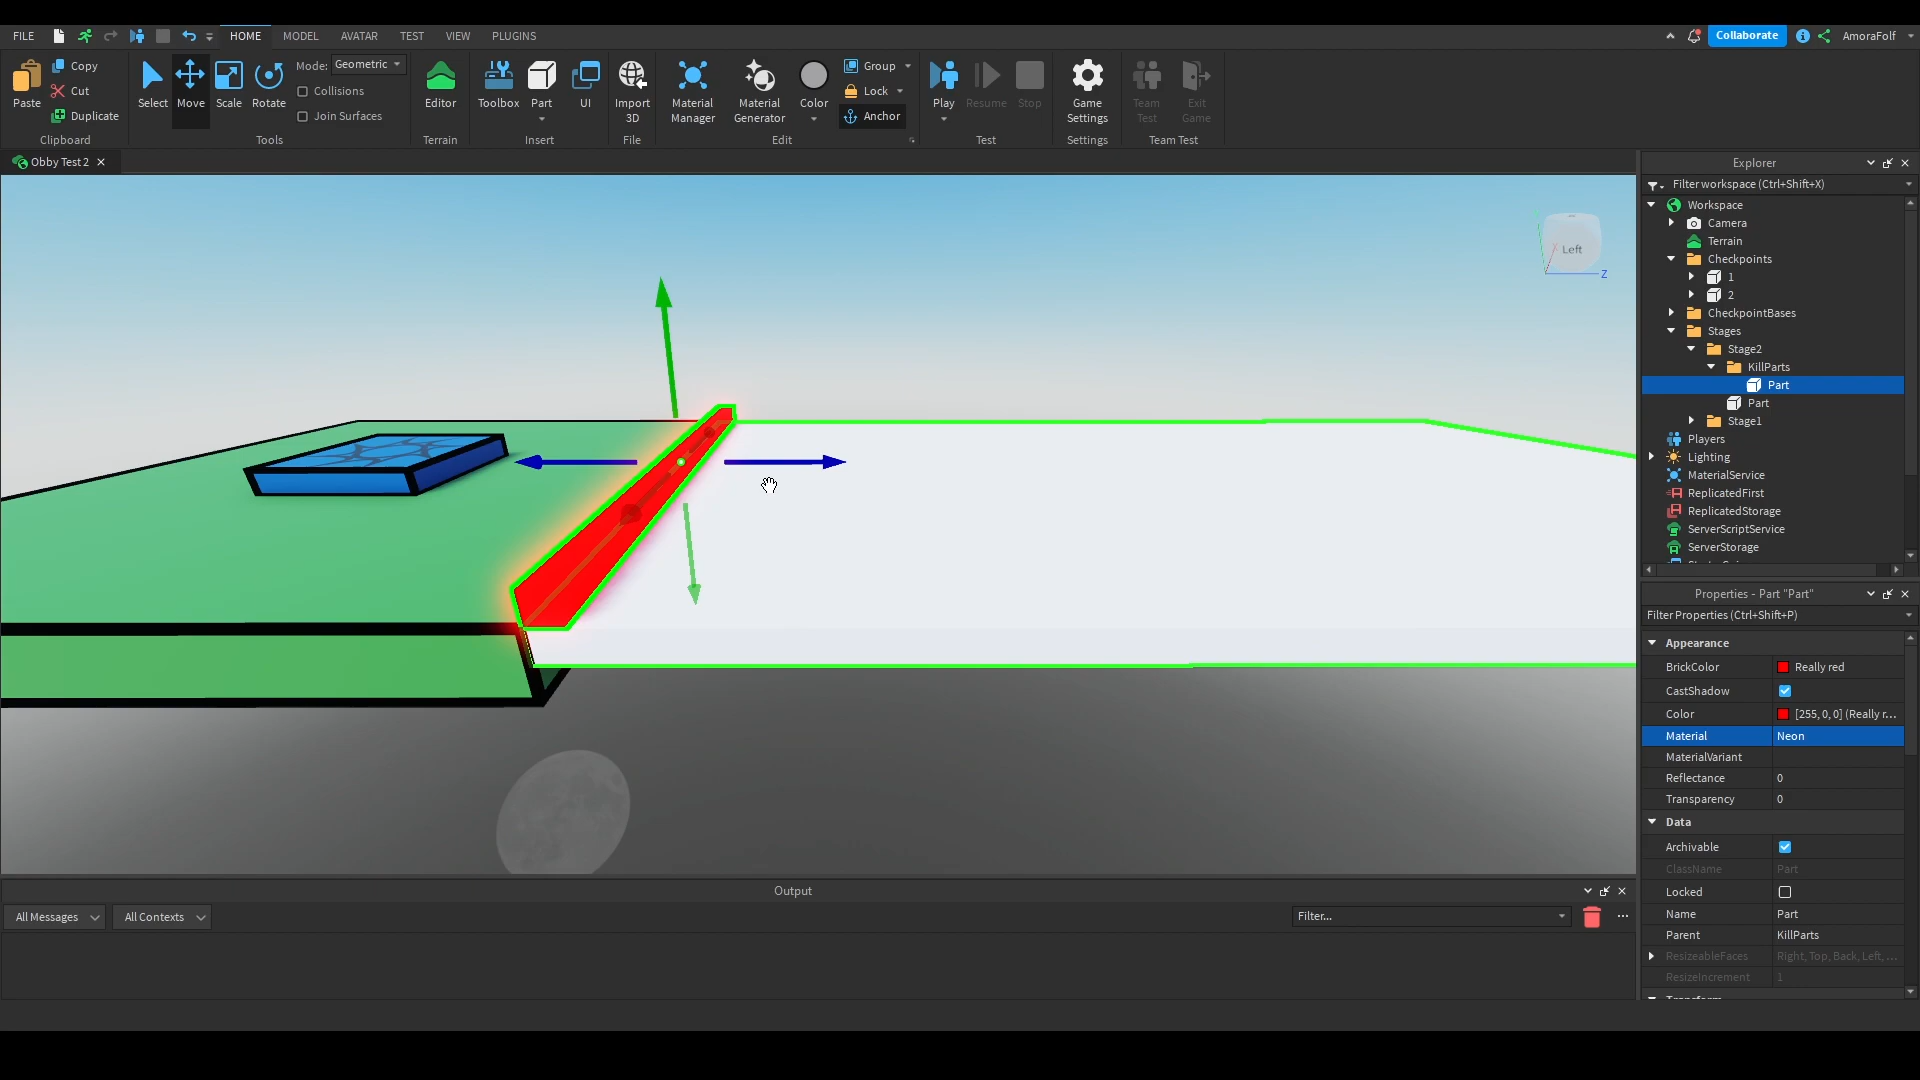 FILE HOME MODEL AVATAR TEST VIEW PLUGINS Collaborate AmoraFolf
Paste Copy Cut Duplicate
Clipboard
Select Move Scale Rotate Mode: Geometric
Collisions
Join Surfaces
Tools
Editor
Terrain
Toolbox Part UI
Insert
Import 3D
File
Material Manager Material Generator Color Group
Lock
Anchor
Edit
Play Resume Stop
Test
Game Settings
Settings
Team Test Exit Game
Team Test
Obby Test 2
Left
Z
Explorer
Filter workspace (Ctrl+Shift+X)
Workspace
Camera
Terrain
Checkpoints
1
2
CheckpointBases
Stages
Stage2
KillParts
Part
Part
Stage1
Players
Lighting
MaterialService
ReplicatedFirst
ReplicatedStorage
ServerScriptService
ServerStorage
Properties - Part "Part"
Filter Properties (Ctrl+Shift+P)
Appearance
BrickColor Really red
CastShadow
Color [255, 0, 0] (Really r...
Material Neon
MaterialVariant
Reflectance 0
Transparency 0
Data
Archivable
ClassName Part
Locked
Name Part
Parent KillParts
ResizeableFaces Right, Top, Back, Left, ...
ResizeIncrement 1
Output
All Messages All Contexts Filter...